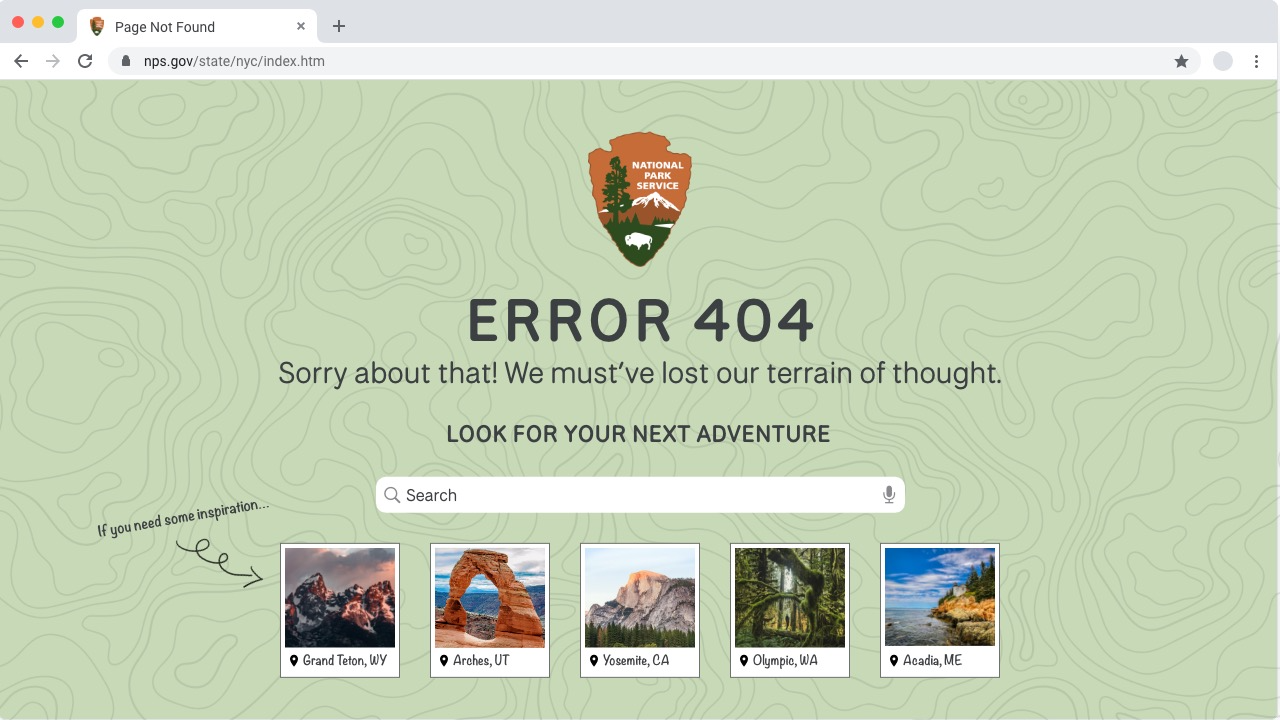 Page Not Found
nps.gov/state/nyc/index.htm
NATIONAL
PARK
SERVICE
ERROR 404
Sorry about that! We must've lost our terrain of thought.
LOOK FOR YOUR NEXT ADVENTURE
Search
If you need some inspiration...
Grand Teton, WY
Arches, UT
Yosemite, CA
Olympic, WA
Acadia, ME